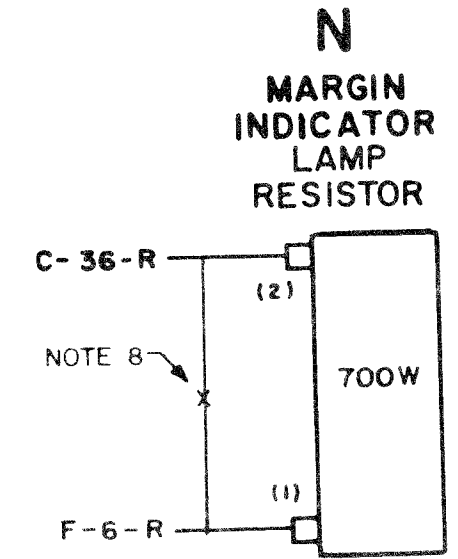 N
MARGIN
INDICATOR
LAMP
RESISTOR
C-36-R
(2)
NOTE 8
700W
(1)
F-6-R